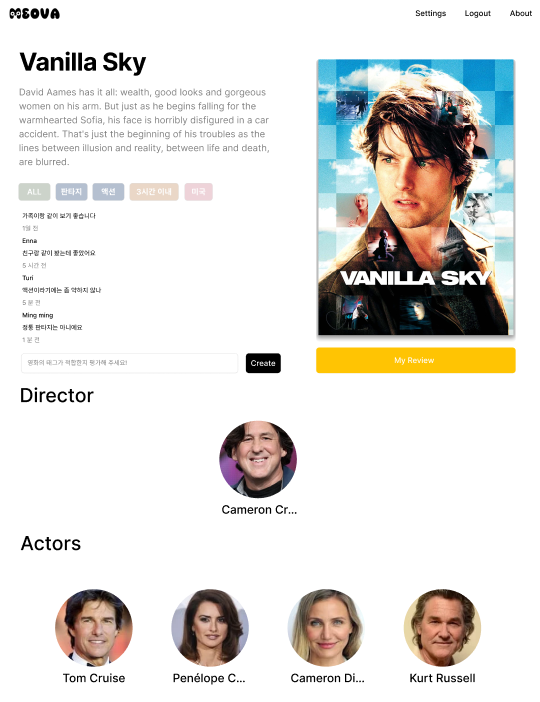 MSOVA
Settings
Logout
About
Vanilla Sky
David Aames has it all: wealth, good looks and gorgeous
women on his arm. But just as he begins falling for the
warmhearted Sofia, his face is horribly disfigured in a car
accident. That's just the beginning of his troubles as the
lines between illusion and reality, between life and death,
are blurred.
ALL
판타지
액션
3시간 이내
미국
가족이랑 같이 보기 좋습니다
1일 전
Enna
친구랑 같이 봤는데 좋았어요
5 시간 전
Turi
액션이라기에는 좀 약하지 않나
5 분 전
Ming ming
정통 판타지는 아니에요
1 분 전
영화의 태그가 적합한지 평가해 주세요!
Create
VANILLA SKY
My Review
Director
Cameron Cr...
Actors
Tom Cruise
Penélope C...
Cameron Di...
Kurt Russell